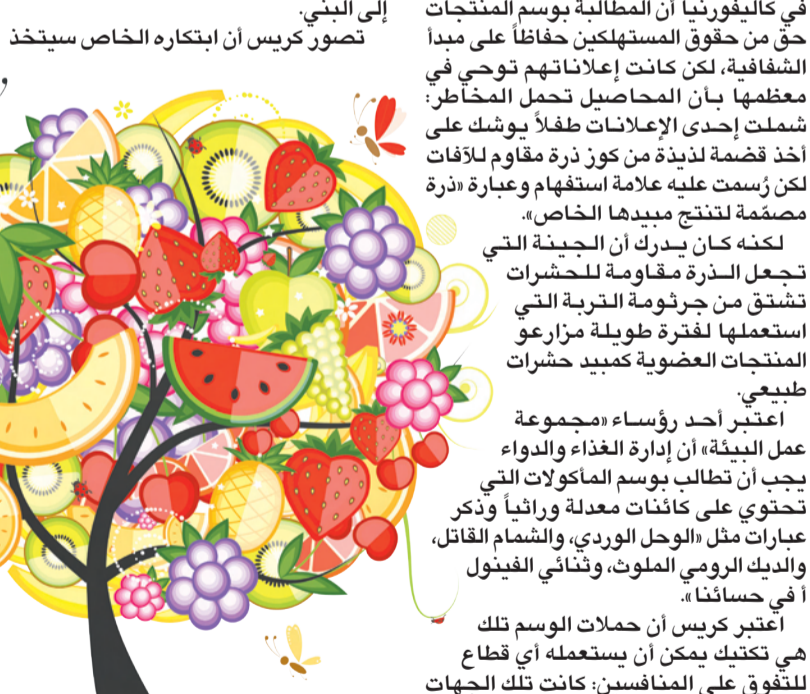 في كاليفورنيا أن المطالبة بوسم المنتجات
حق من حقوق المستهلكين حفاظاً على مبدأ
الشفافية، لكن كانت إعلاناتهم توحي في
معظمها بأن المحاصيل تحمل المخاطر:
شملت إحدى الإعلانات طفلاً يوشك على
أخذ قضمة لذيذة من كوز ذرة مقاوم للآفات
لكن رُسمت عليه علامة استفهام وعبارة «ذرة
مصمّمة لتنتج مبيدها الخاص».
لكنه كان يدرك أن الجينة التي
تجعل الذرة مقاومة للحشرات
تشتق من جرثومة التربة التي
استعملها لفترة طويلة مزارعو
المنتجات العضوية كمبيد حشرات
طبيعي.
اعتبر أحد رؤساء «مجموعة
عمل البيئة» أن إدارة الغذاء والدواء
يجب أن تطالب بوسم المأكولات التي
تحتوي على كائنات معدلة وراثياً وذكر
عبارات مثل «الوحل الوردي، والشمام القاتل،
والديك الرومي الملوث، وثنائي الفينول
أ في حسائنا».
اعتبر كريس أن حملات الوسم تلك
هي تكتيك يمكن أن يستعمله أي قطاع
للتفوق على المنافسين: كانت تلك الجهات
إلى البني.
تصور كريس أن ابتكاره الخاص سيتخذ